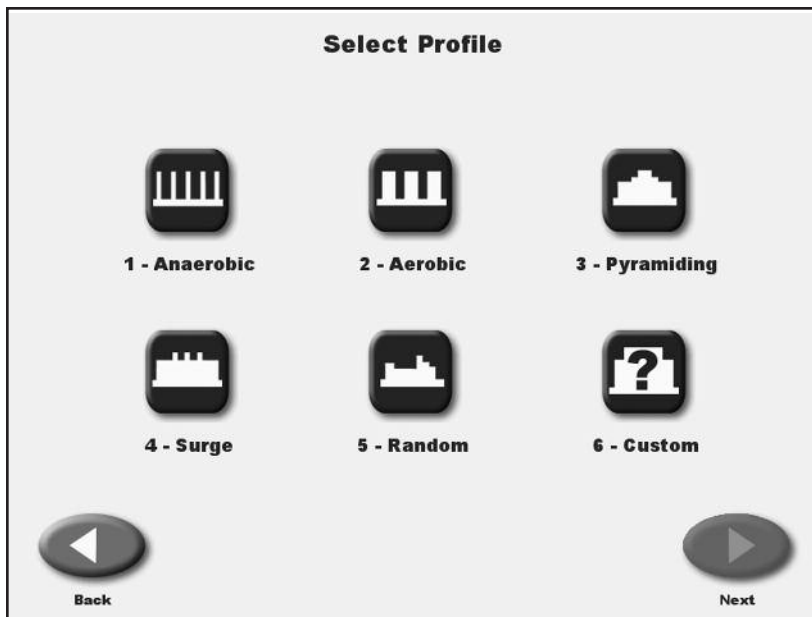 Select Profile
1 - Anaerobic
2 - Aerobic
3 - Pyramiding
4 - Surge
5 - Random
?
6 - Custom
Back
Next